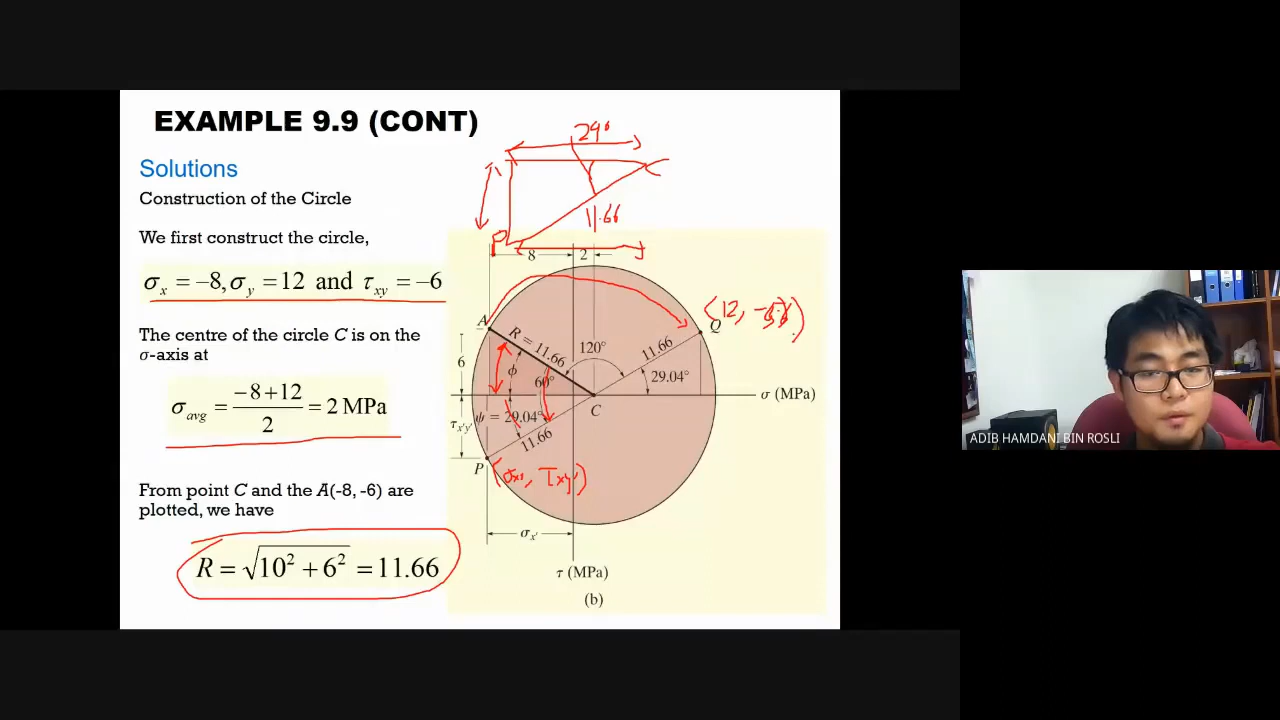 EXAMPLE 9.9 (CONT)
Solutions
Construction of the Circle
We first construct the circle,
σx = −8, σy = 12 and τxy = −6
The centre of the circle C is on the
σ-axis at
σavg = (−8+12)/2 = 2 MPa
From point C and the A(-8, -6) are
plotted, we have
R = √(10² + 6²) = 11.66
29°
C
11.66
P
8
2
A
(12,
Q
R = 11.66
120°
11.66
6
ϕ
60°
29.04°
σ (MPa)
C
τx'y'
ψ = 29.04°
11.66
P
(σx', τxy')
σx'
τ (MPa)
(b)
ADIB HAMDANI BIN ROSLI